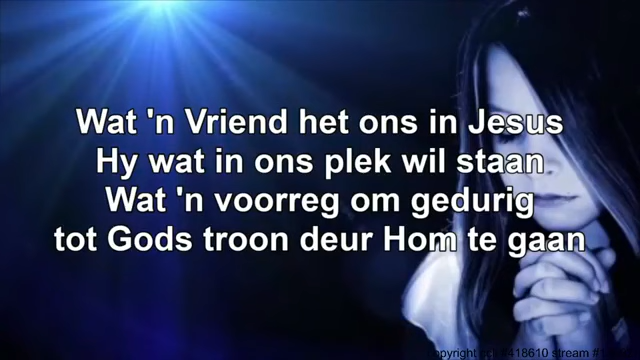 Wat 'n Vriend het ons in Jesus
Hy wat in ons plek wil staan
Wat 'n voorreg om gedurig
tot Gods troon deur Hom te gaan